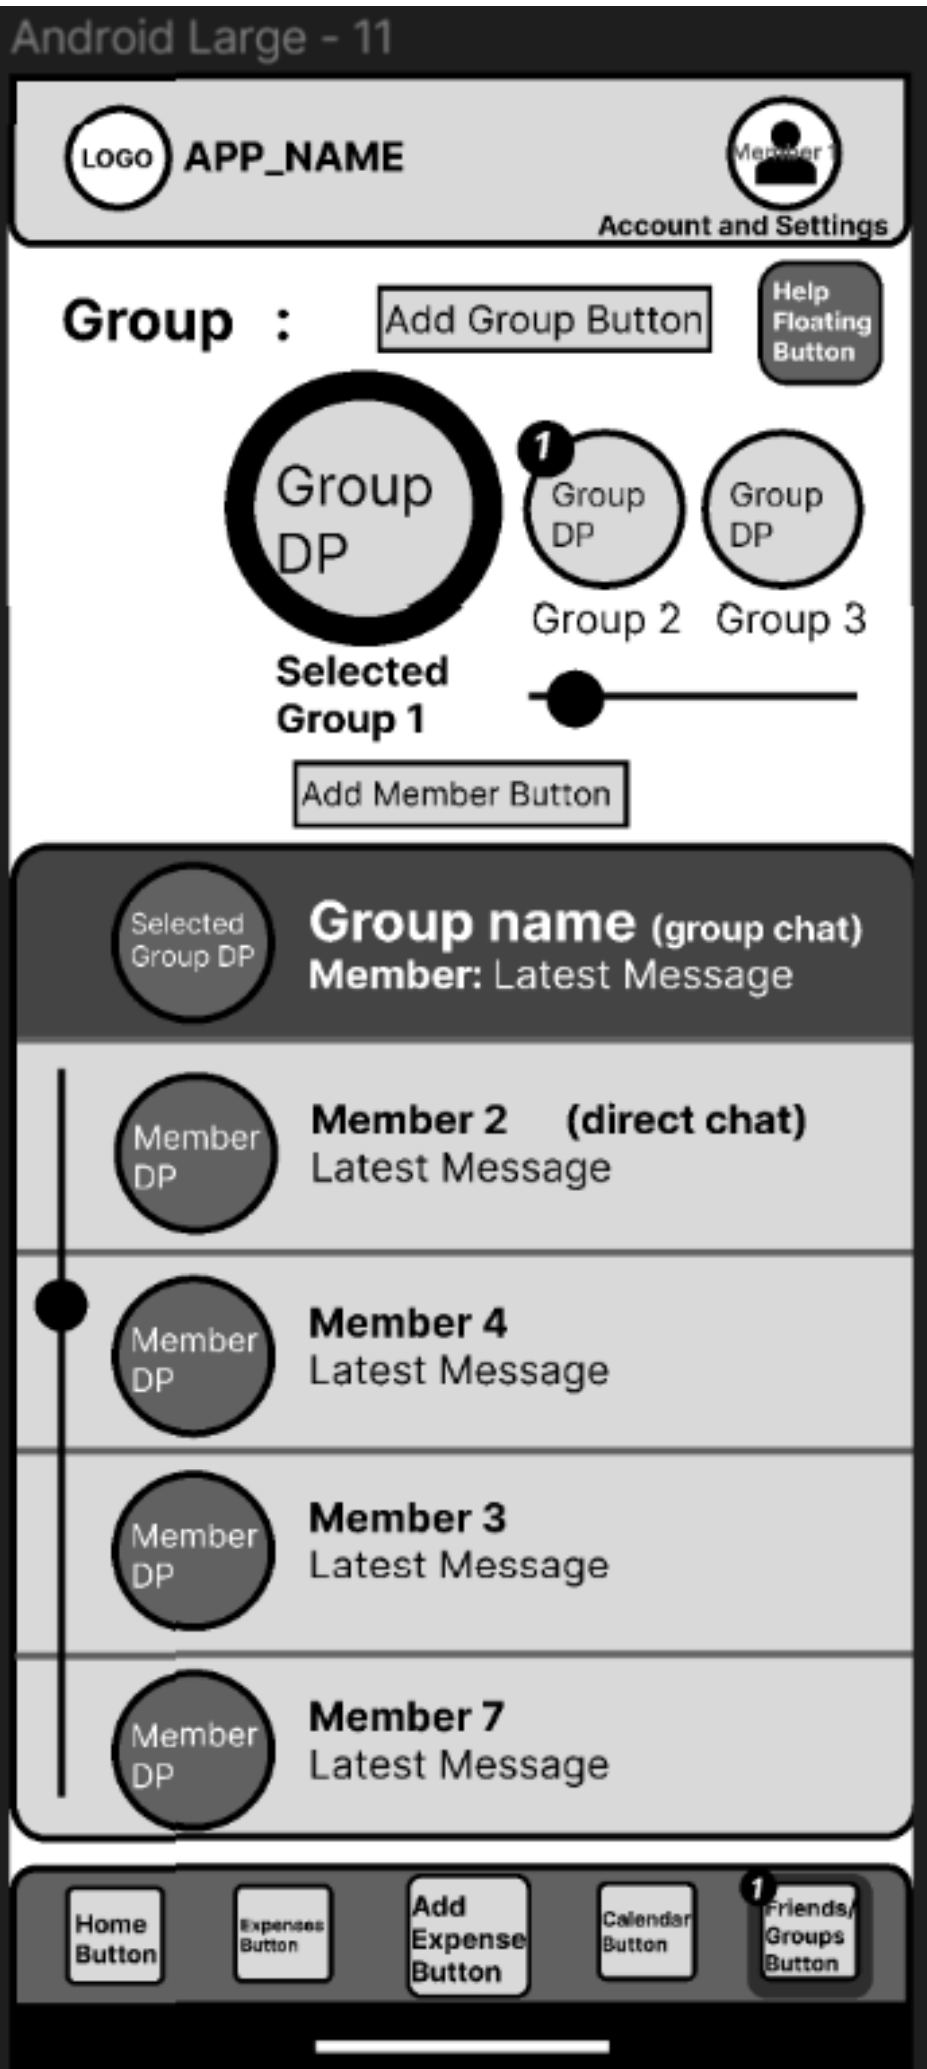 Android Large - 11
LOGO APP_NAME
Member 1
Account and Settings
Group :
Add Group Button
Help
Floating
Button
Group
DP
1
Group
DP
Group
DP
Group 2
Group 3
Selected
Group 1
Add Member Button
Selected
Group DP
Group name (group chat)
Member: Latest Message
Member
DP
Member 2 (direct chat)
Latest Message
Member
DP
Member 4
Latest Message
Member
DP
Member 3
Latest Message
Member
DP
Member 7
Latest Message
Home
Button
Expenses
Button
Add
Expense
Button
Calendar
Button
1
Friends/
Groups
Button